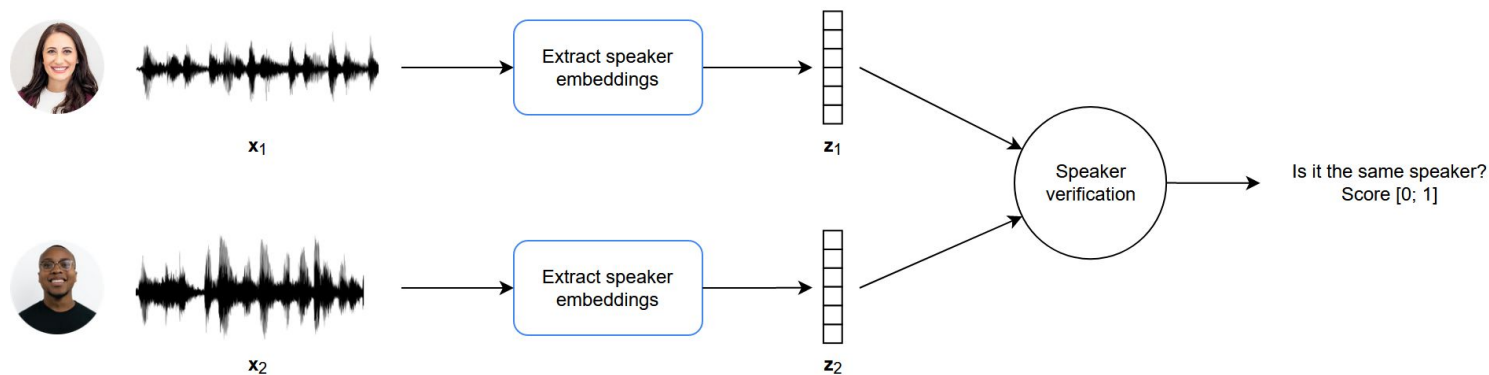 Extract speaker
embeddings
x₁
z₁
Speaker
verification
Is it the same speaker?
Score [0; 1]
Extract speaker
embeddings
x₂
z₂